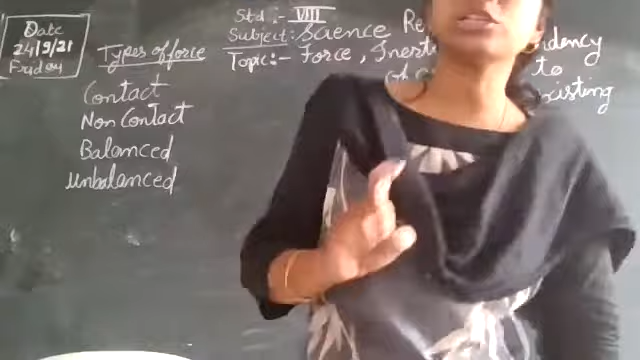 Date
24/9/21
Friday
Types of force
Contact
Non Contact
Balanced
Unbalanced
Std :- VIII
Subject: Science
Topic:- Force,
to